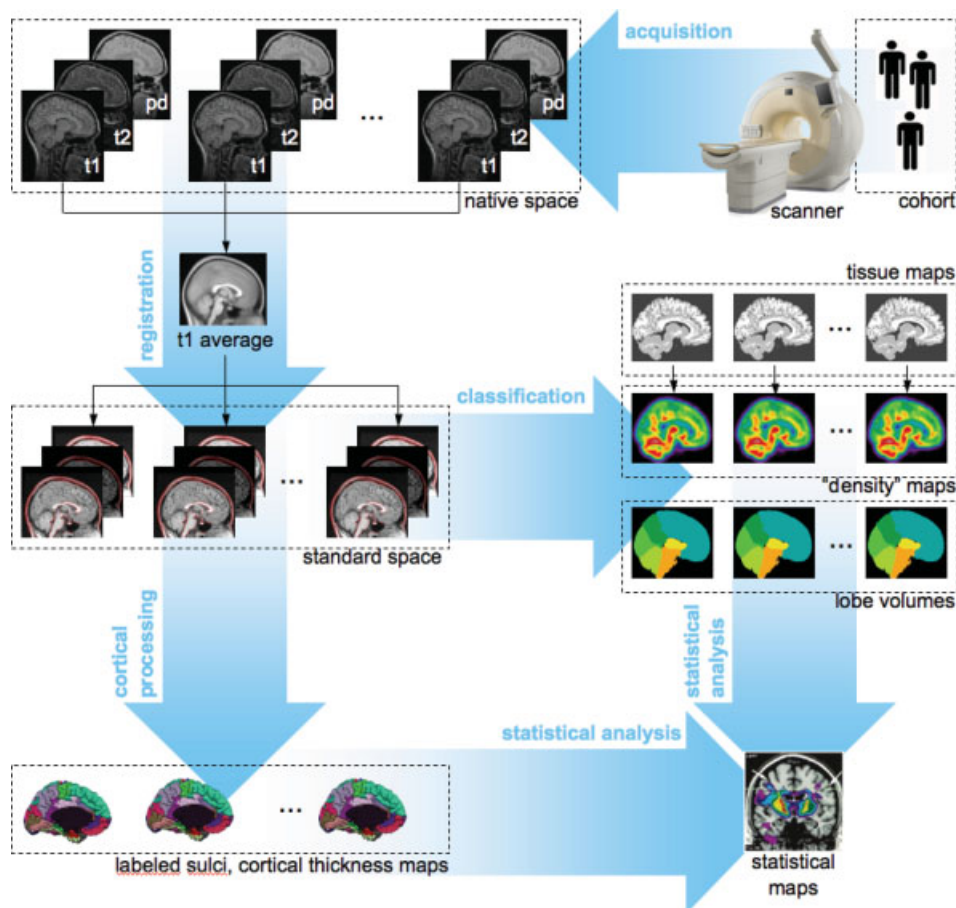 acquisition
pd
pd
pd
t2
t2
t2
...
t1
t1
t1
native space
scanner
cohort
registration
t1 average
tissue maps
...
classification
...
"density" maps
...
standard space
...
lobe volumes
cortical
processing
statistical
analysis
statistical analysis
...
labeled sulci, cortical thickness maps
statistical
maps